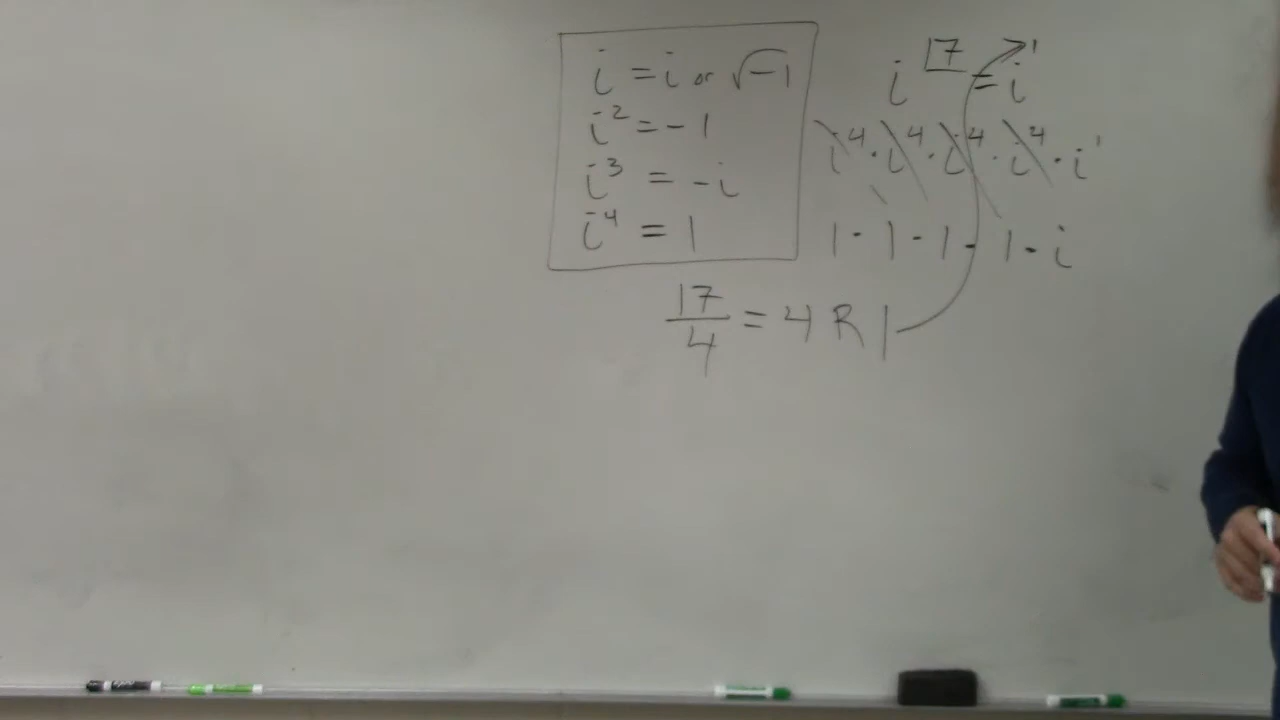 i = i or √-1
i² = -1
i³ = -i
i⁴ = 1
i¹⁷ = i¹
i⁴ · i⁴ · i⁴ · i⁴ · i¹
1 · 1 · 1 · 1 · i
17/4 = 4 R 1